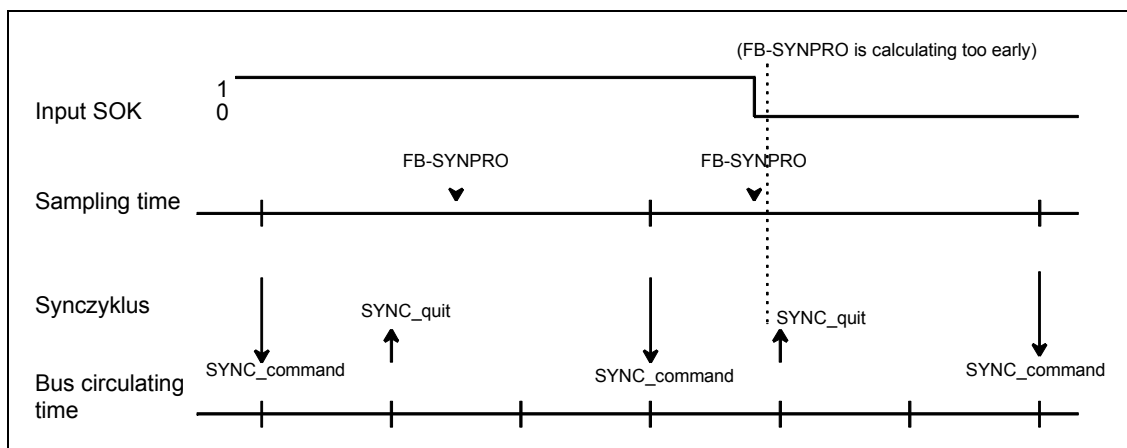 (FB-SYNPRO is calculating too early)
1
Input SOK
0
FB-SYNPRO
FB-SYNPRO
Sampling time
Synczyklus
SYNC_quit
SYNC_quit
SYNC_command
SYNC_command
SYNC_command
Bus circulating
time